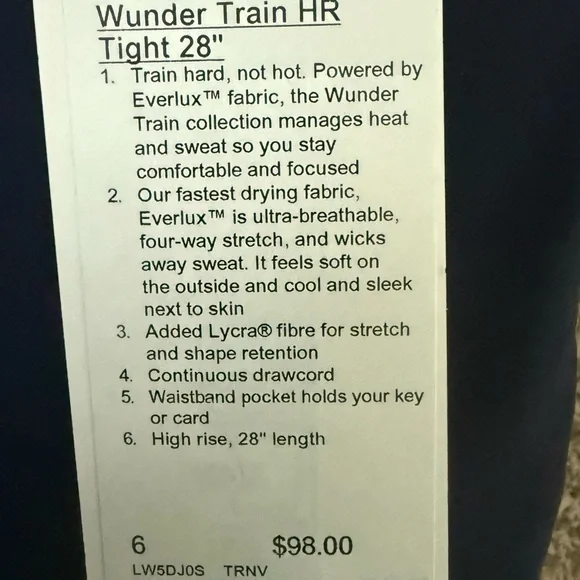 Wunder Train HR
Tight 28"
1. Train hard, not hot. Powered by
Everlux™ fabric, the Wunder
Train collection manages heat
and sweat so you stay
comfortable and focused
2. Our fastest drying fabric,
Everlux™ is ultra-breathable,
four-way stretch, and wicks
away sweat. It feels soft on
the outside and cool and sleek
next to skin
3. Added Lycra® fibre for stretch
and shape retention
4. Continuous drawcord
5. Waistband pocket holds your key
or card
6. High rise, 28" length
6 $98.00
LW5DJ0S TRNV